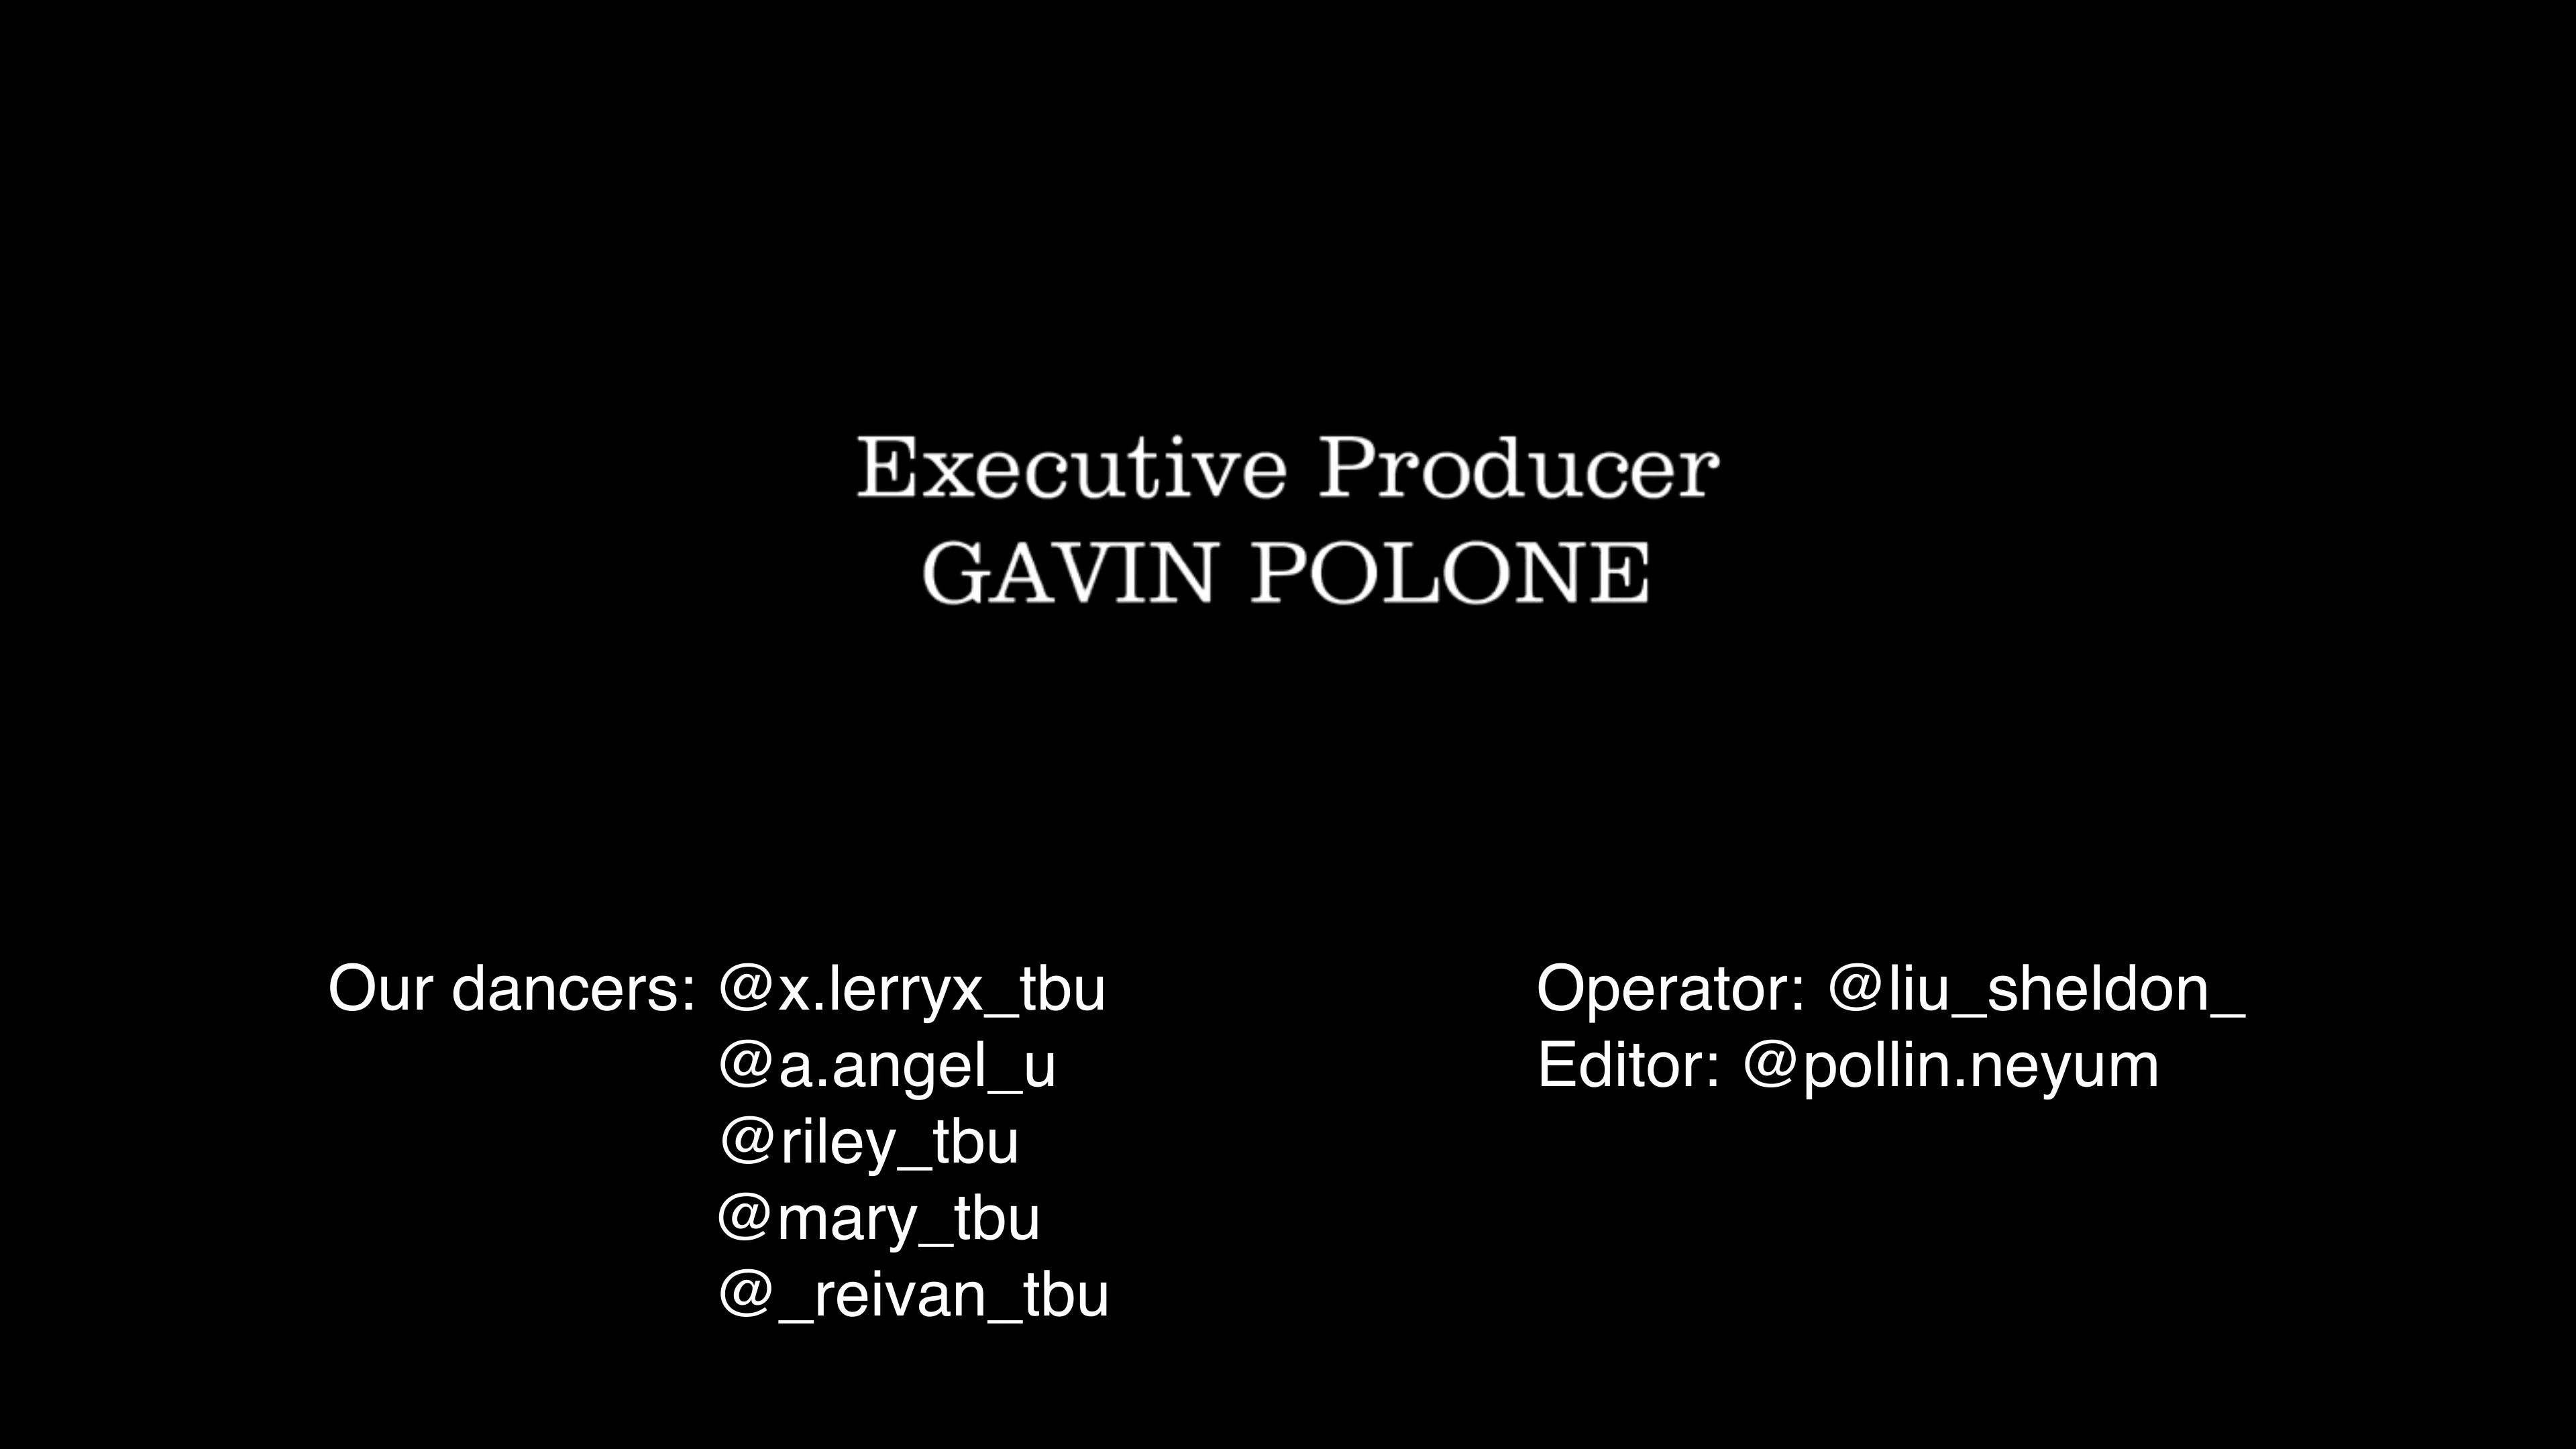 Executive Producer
GAVIN POLONE
Our dancers: @x.lerryx_tbu
@a.angel_u
@riley_tbu
@mary_tbu
@_reivan_tbu
Operator: @liu_sheldon_
Editor: @pollin.neyum